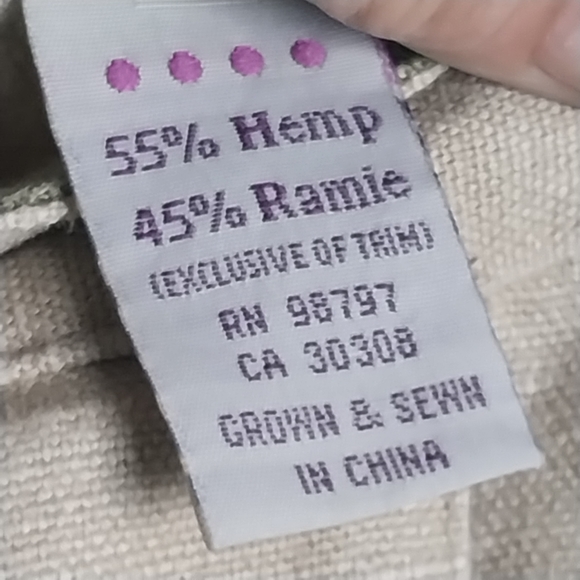 55% Hemp
45% Ramie
(EXCLUSIVE OF TRIM)
RN 98797
CA 30308
GROWN & SEWN
IN CHINA